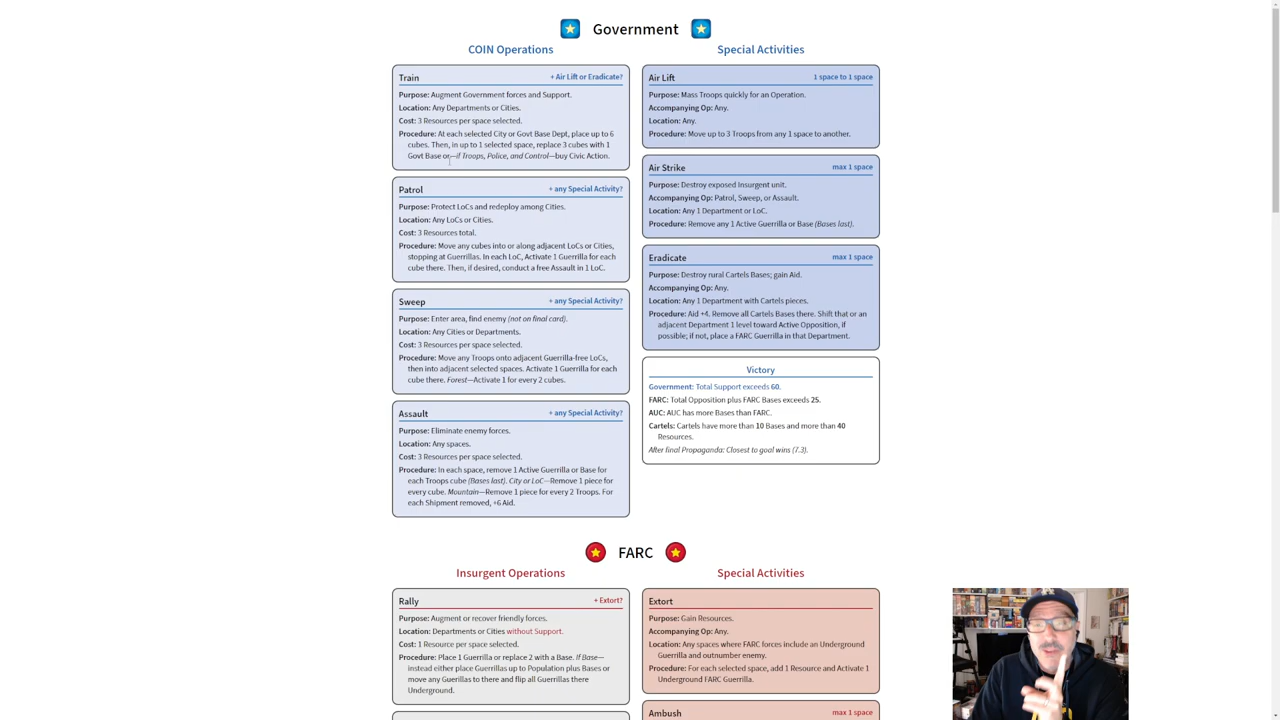 Government
COIN Operations
Train + Air Lift or Eradicate?
Purpose: Augment Government forces and Support.
Location: Any Departments or Cities.
Cost: 3 Resources per space selected.
Procedure: At each selected City or Govt Base Dept, place up to 6
cubes. Then, in up to 1 selected space, replace 3 cubes with 1
Govt Base or—if Troops, Police, and Control—buy Civic Action.
Patrol + any Special Activity?
Purpose: Protect LoCs and redeploy among Cities.
Location: Any LoCs or Cities.
Cost: 3 Resources total.
Procedure: Move any cubes into or along adjacent LoCs or Cities,
stopping at Guerrillas. In each LoC, Activate 1 Guerrilla for each
cube there. Then, if desired, conduct a free Assault in 1 LoC.
Sweep + any Special Activity?
Purpose: Enter area, find enemy (not on final card).
Location: Any Cities or Departments.
Cost: 3 Resources per space selected.
Procedure: Move any Troops onto adjacent Guerrilla-free LoCs,
then into adjacent selected spaces. Activate 1 Guerrilla for each
cube there. Forest—Activate 1 for every 2 cubes.
Assault + any Special Activity?
Purpose: Eliminate enemy forces.
Location: Any spaces.
Cost: 3 Resources per space selected.
Procedure: In each space, remove 1 Active Guerrilla or Base for
each Troops cube (Bases last). City or LoC—Remove 1 piece for
every cube. Mountain—Remove 1 piece for every 2 Troops. For
each Shipment removed, +6 Aid.
Special Activities
Air Lift 1 space to 1 space
Purpose: Mass Troops quickly for an Operation.
Accompanying Op: Any.
Location: Any.
Procedure: Move up to 3 Troops from any 1 space to another.
Air Strike max 1 space
Purpose: Destroy exposed Insurgent unit.
Accompanying Op: Patrol, Sweep, or Assault.
Location: Any 1 Department or LoC.
Procedure: Remove any 1 Active Guerrilla or Base (Bases last).
Eradicate max 1 space
Purpose: Destroy rural Cartels Bases; gain Aid.
Accompanying Op: Any.
Location: Any 1 Department with Cartels pieces.
Procedure: Aid +4. Remove all Cartels Bases there. Shift that or an
adjacent Department 1 level toward Active Opposition, if
possible; if not, place a FARC Guerrilla in that Department.
Victory
Government: Total Support exceeds 60.
FARC: Total Opposition plus FARC Bases exceeds 25.
AUC: AUC has more Bases than FARC.
Cartels: Cartels have more than 10 Bases and more than 40
Resources.
After final Propaganda: Closest to goal wins (7.3).
FARC
Insurgent Operations
Rally + Extort?
Purpose: Augment or recover friendly forces.
Location: Departments or Cities without Support.
Cost: 1 Resource per space selected.
Procedure: Place 1 Guerrilla or replace 2 with a Base. If Base—
instead either place Guerrillas up to Population plus Bases or
move any Guerillas to there and flip all Guerrillas there
Underground.
Special Activities
Extort
Purpose: Gain Resources.
Accompanying Op: Any.
Location: Any spaces where FARC forces include an Underground
Guerrilla and outnumber enemy.
Procedure: For each selected space, add 1 Resource and Activate 1
Underground FARC Guerrilla.
Ambush max 1 space